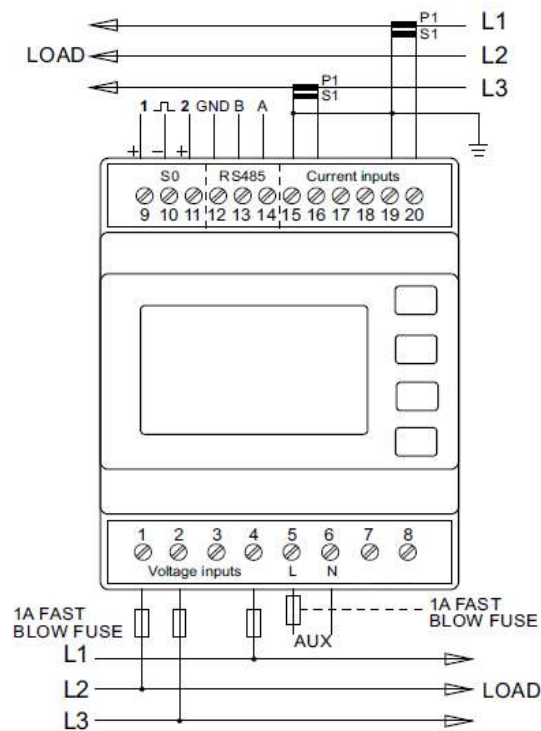 P1
L1
S1
LOAD
L2
P1
L3
S1
1 2 GND B A
+ − +
S0 RS485 Current inputs
9 10 11 12 13 14 15 16 17 18 19 20
1 2 3 4 5 6 7 8
Voltage inputs L N
1A FAST
BLOW FUSE
1A FAST
BLOW FUSE
AUX
L1
L2
LOAD
L3